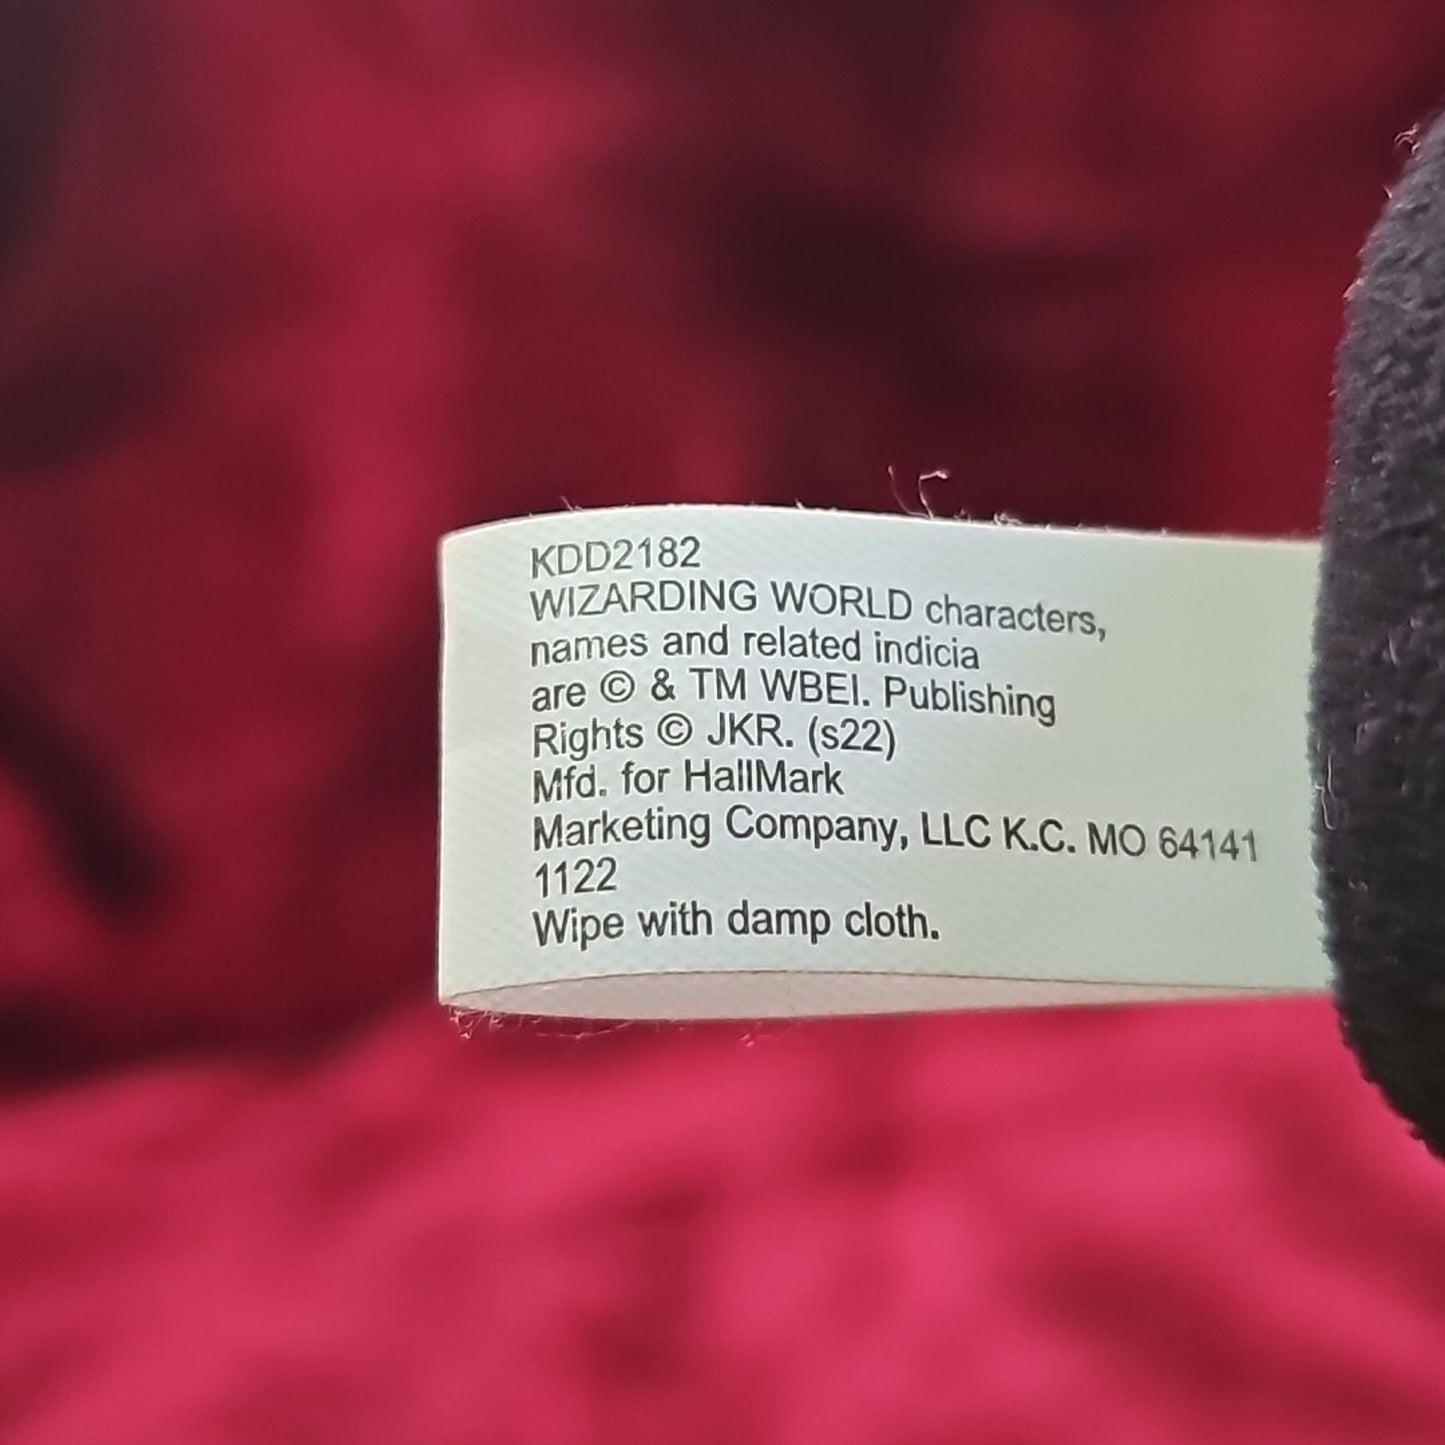 KDD2182
WIZARDING WORLD characters,
names and related indicia
are © & TM WBEI. Publishing
Rights © JKR. (s22)
Mfd. for HallMark
Marketing Company, LLC K.C. MO 64141
1122
Wipe with damp cloth.